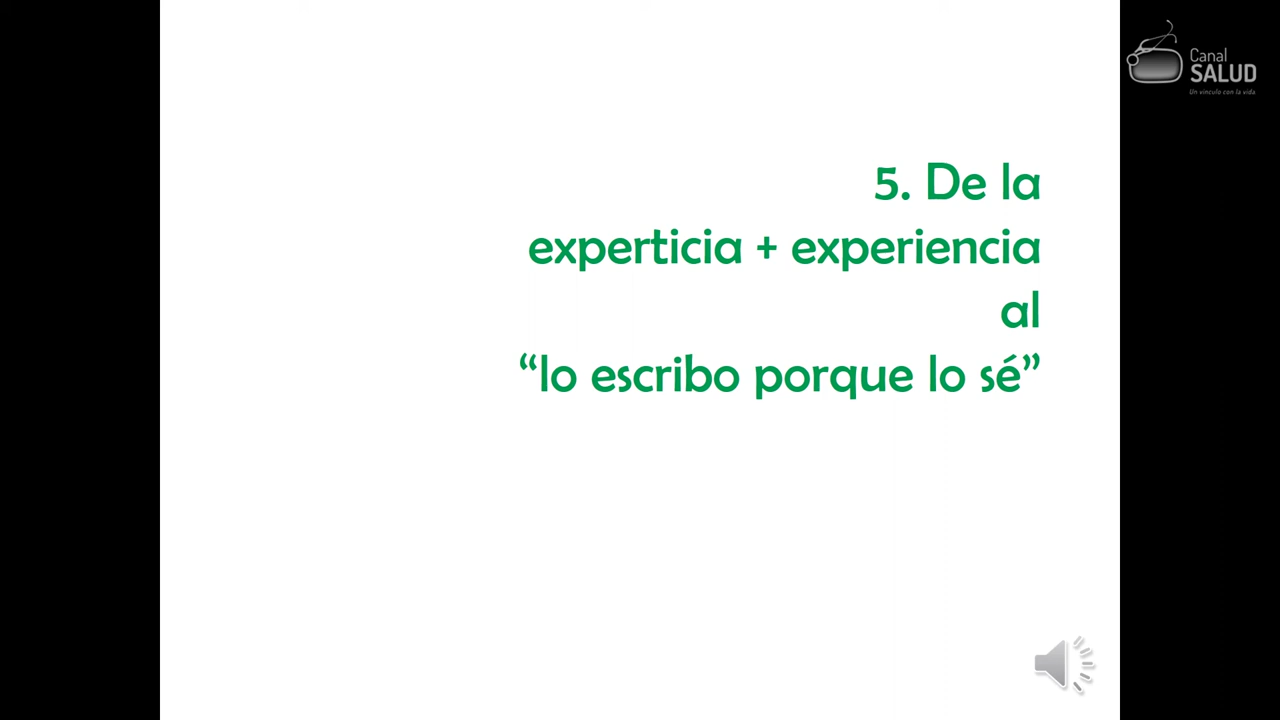 Canal
SALUD
Un vínculo con la vida
5. De la
experticia + experiencia
al
“lo escribo porque lo sé”